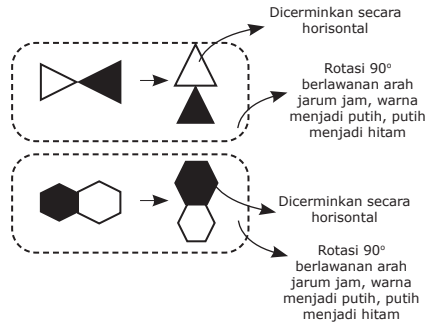 Dicerminkan secara
horisontal
Rotasi 90°
berlawanan arah
jarum jam, warna
menjadi putih, putih
menjadi hitam
Dicerminkan secara
horisontal
Rotasi 90°
berlawanan arah
jarum jam, warna
menjadi putih, putih
menjadi hitam